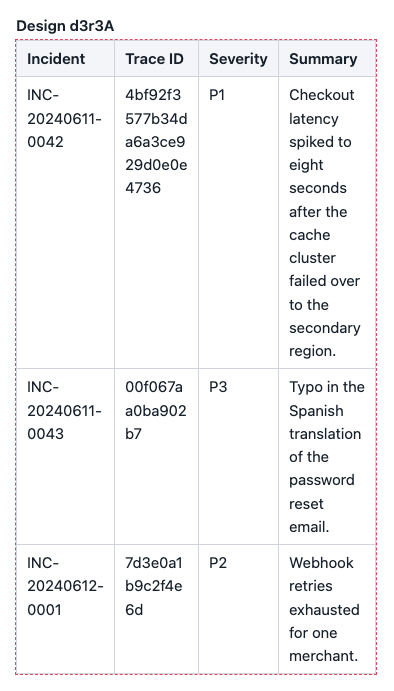 Design d3r3A
Incident Trace ID Severity Summary
INC- 4bf92f3 P1 Checkout
20240611- 577b34d latency
0042 a6a3ce9 spiked to
29d0e0e eight
4736 seconds
after the
cache
cluster
failed over
to the
secondary
region.
INC- 00f067a P3 Typo in the
20240611- a0ba902 Spanish
0043 b7 translation
of the
password
reset
email.
INC- 7d3e0a1 P2 Webhook
20240612- b9c2f4e retries
0001 6d exhausted
for one
merchant.